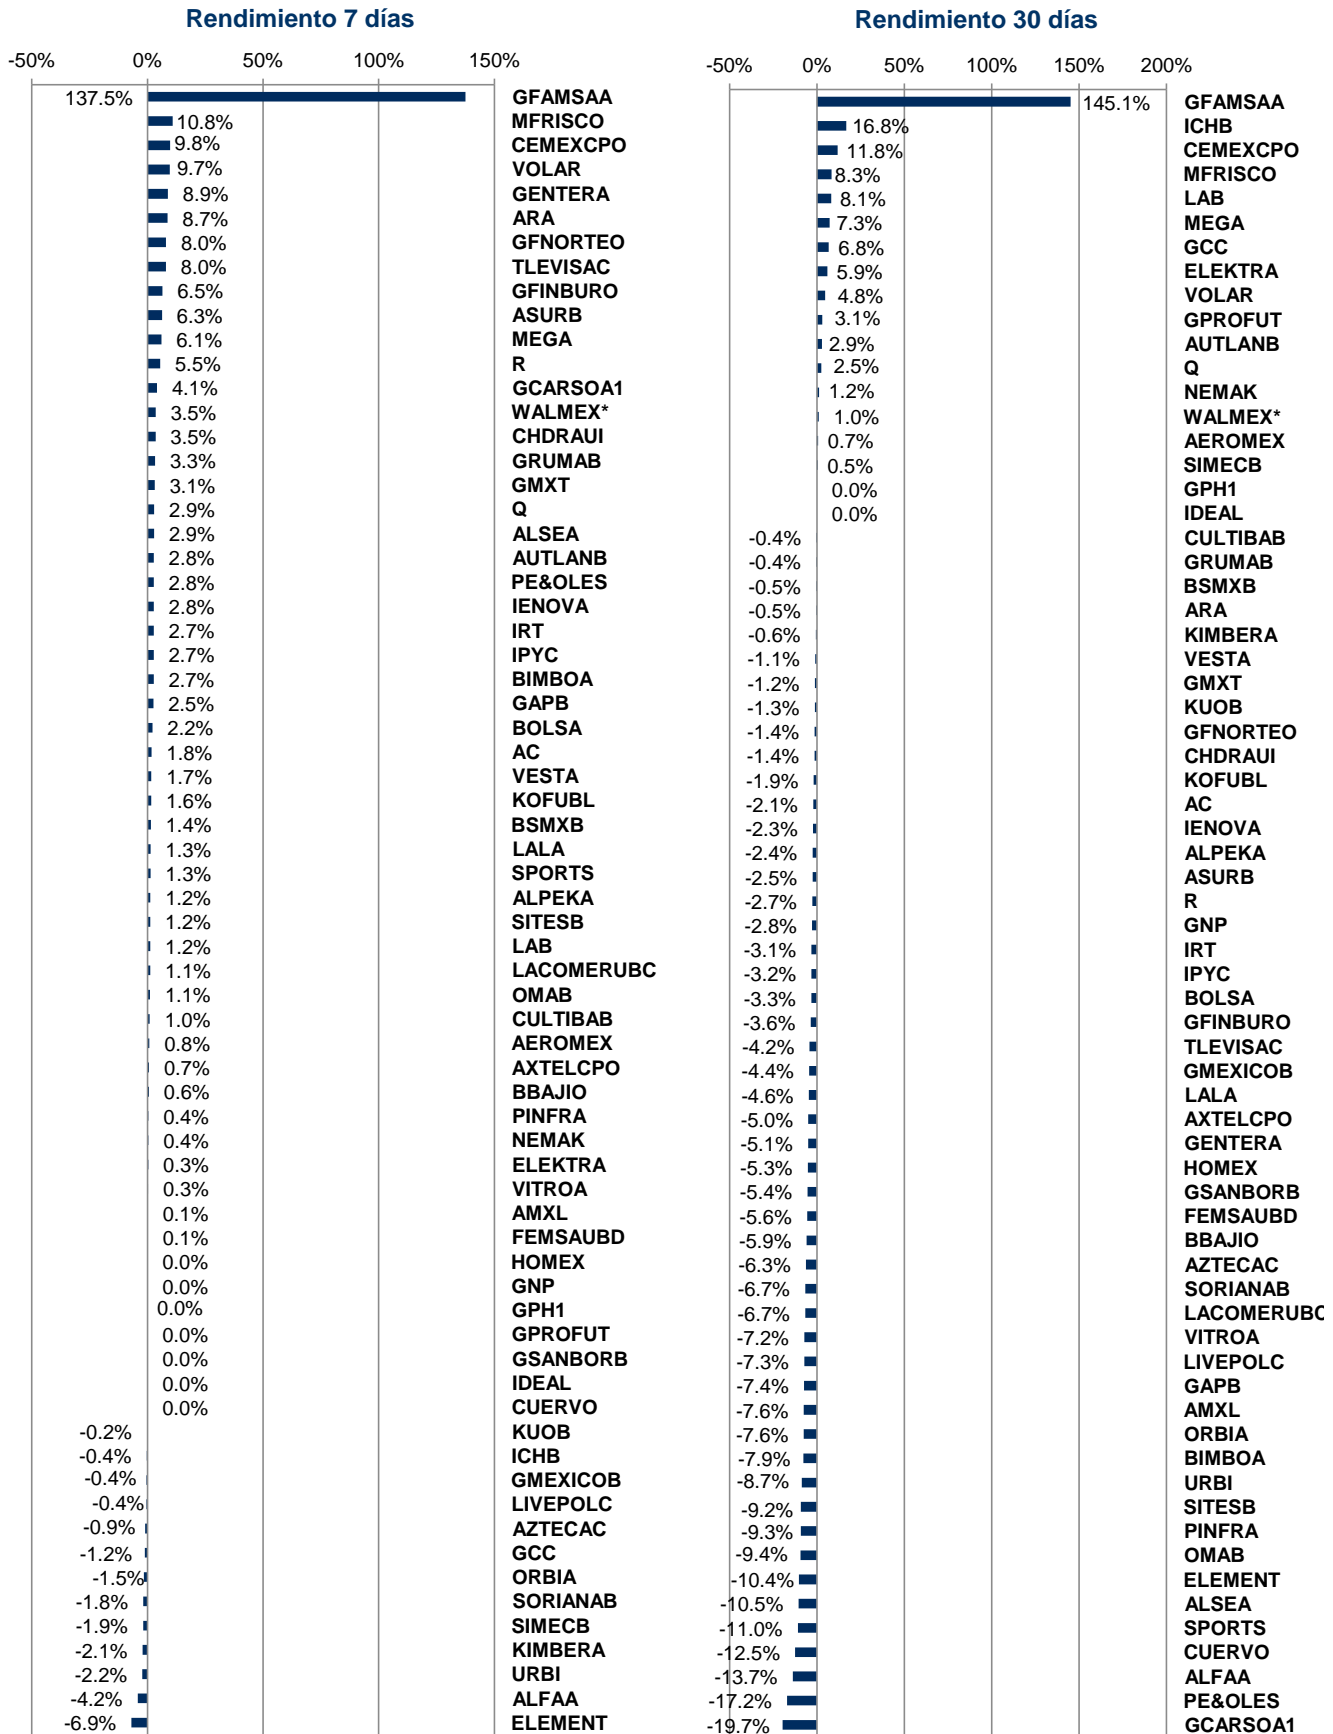 Rendimiento 7 días
-50% 0% 50% 100% 150%
137.5% GFAMSAA
10.8% MFRISCO
9.8% CEMEXCPO
9.7% VOLAR
8.9% GENTERA
8.7% ARA
8.0% GFNORTEO
8.0% TLEVISAC
6.5% GFINBURO
6.3% ASURB
6.1% MEGA
5.5% R
4.1% GCARSOA1
3.5% WALMEX*
3.5% CHDRAUI
3.3% GRUMAB
3.1% GMXT
2.9% Q
2.9% ALSEA
2.8% AUTLANB
2.8% PE&OLES
2.8% IENOVA
2.7% IRT
2.7% IPYC
2.7% BIMBOA
2.5% GAPB
2.2% BOLSA
1.8% AC
1.7% VESTA
1.6% KOFUBL
1.4% BSMXB
1.3% LALA
1.3% SPORTS
1.2% ALPEKA
1.2% SITESB
1.2% LAB
1.1% LACOMERUBC
1.1% OMAB
1.0% CULTIBAB
0.8% AEROMEX
0.7% AXTELCPO
0.6% BBAJIO
0.4% PINFRA
0.4% NEMAK
0.3% ELEKTRA
0.3% VITROA
0.1% AMXL
0.1% FEMSAUBD
0.0% HOMEX
0.0% GNP
0.0% GPH1
0.0% GPROFUT
0.0% GSANBORB
0.0% IDEAL
0.0% CUERVO
-0.2% KUOB
-0.4% ICHB
-0.4% GMEXICOB
-0.4% LIVEPOLC
-0.9% AZTECAC
-1.2% GCC
-1.5% ORBIA
-1.8% SORIANAB
-1.9% SIMECB
-2.1% KIMBERA
-2.2% URBI
-4.2% ALFAA
-6.9% ELEMENT
Rendimiento 30 días
-50% 0% 50% 100% 150% 200%
145.1% GFAMSAA
16.8% ICHB
11.8% CEMEXCPO
8.3% MFRISCO
8.1% LAB
7.3% MEGA
6.8% GCC
5.9% ELEKTRA
4.8% VOLAR
3.1% GPROFUT
2.9% AUTLANB
2.5% Q
1.2% NEMAK
1.0% WALMEX*
0.7% AEROMEX
0.5% SIMECB
0.0% GPH1
0.0% IDEAL
-0.4% CULTIBAB
-0.4% GRUMAB
-0.5% BSMXB
-0.5% ARA
-0.6% KIMBERA
-1.1% VESTA
-1.2% GMXT
-1.3% KUOB
-1.4% GFNORTEO
-1.4% CHDRAUI
-1.9% KOFUBL
-2.1% AC
-2.3% IENOVA
-2.4% ALPEKA
-2.5% ASURB
-2.7% R
-2.8% GNP
-3.1% IRT
-3.2% IPYC
-3.3% BOLSA
-3.6% GFINBURO
-4.2% TLEVISAC
-4.4% GMEXICOB
-4.6% LALA
-5.0% AXTELCPO
-5.1% GENTERA
-5.3% HOMEX
-5.4% GSANBORB
-5.6% FEMSAUBD
-5.9% BBAJIO
-6.3% AZTECAC
-6.7% SORIANAB
-6.7% LACOMERUBC
-7.2% VITROA
-7.3% LIVEPOLC
-7.4% GAPB
-7.6% AMXL
-7.6% ORBIA
-7.9% BIMBOA
-8.7% URBI
-9.2% SITESB
-9.3% PINFRA
-9.4% OMAB
-10.4% ELEMENT
-10.5% ALSEA
-11.0% SPORTS
-12.5% CUERVO
-13.7% ALFAA
-17.2% PE&OLES
-19.7% GCARSOA1